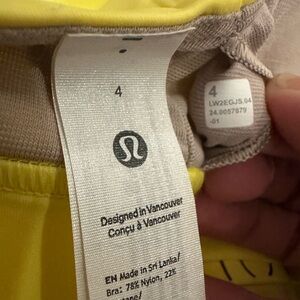 4
Designed in Vancouver
Conçu à Vancouver
EN Made in Sri Lanka/
Bra: 78% Nylon, 22%
4
LW2EGJS.04
24.0057879
-01